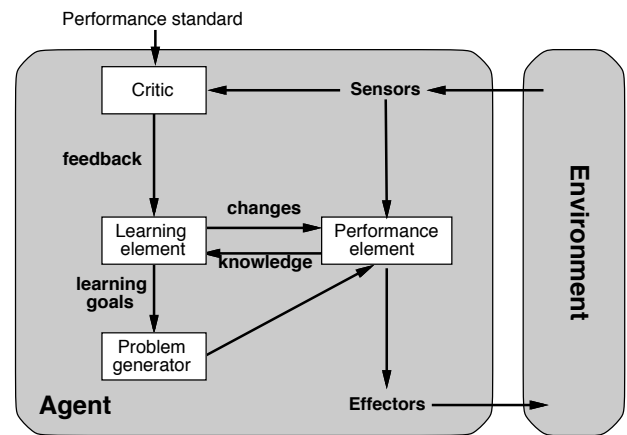 Performance standard
Critic
Sensors
feedback
changes
Learning
element
Performance
element
knowledge
learning
goals
Problem
generator
Agent
Effectors
Environment